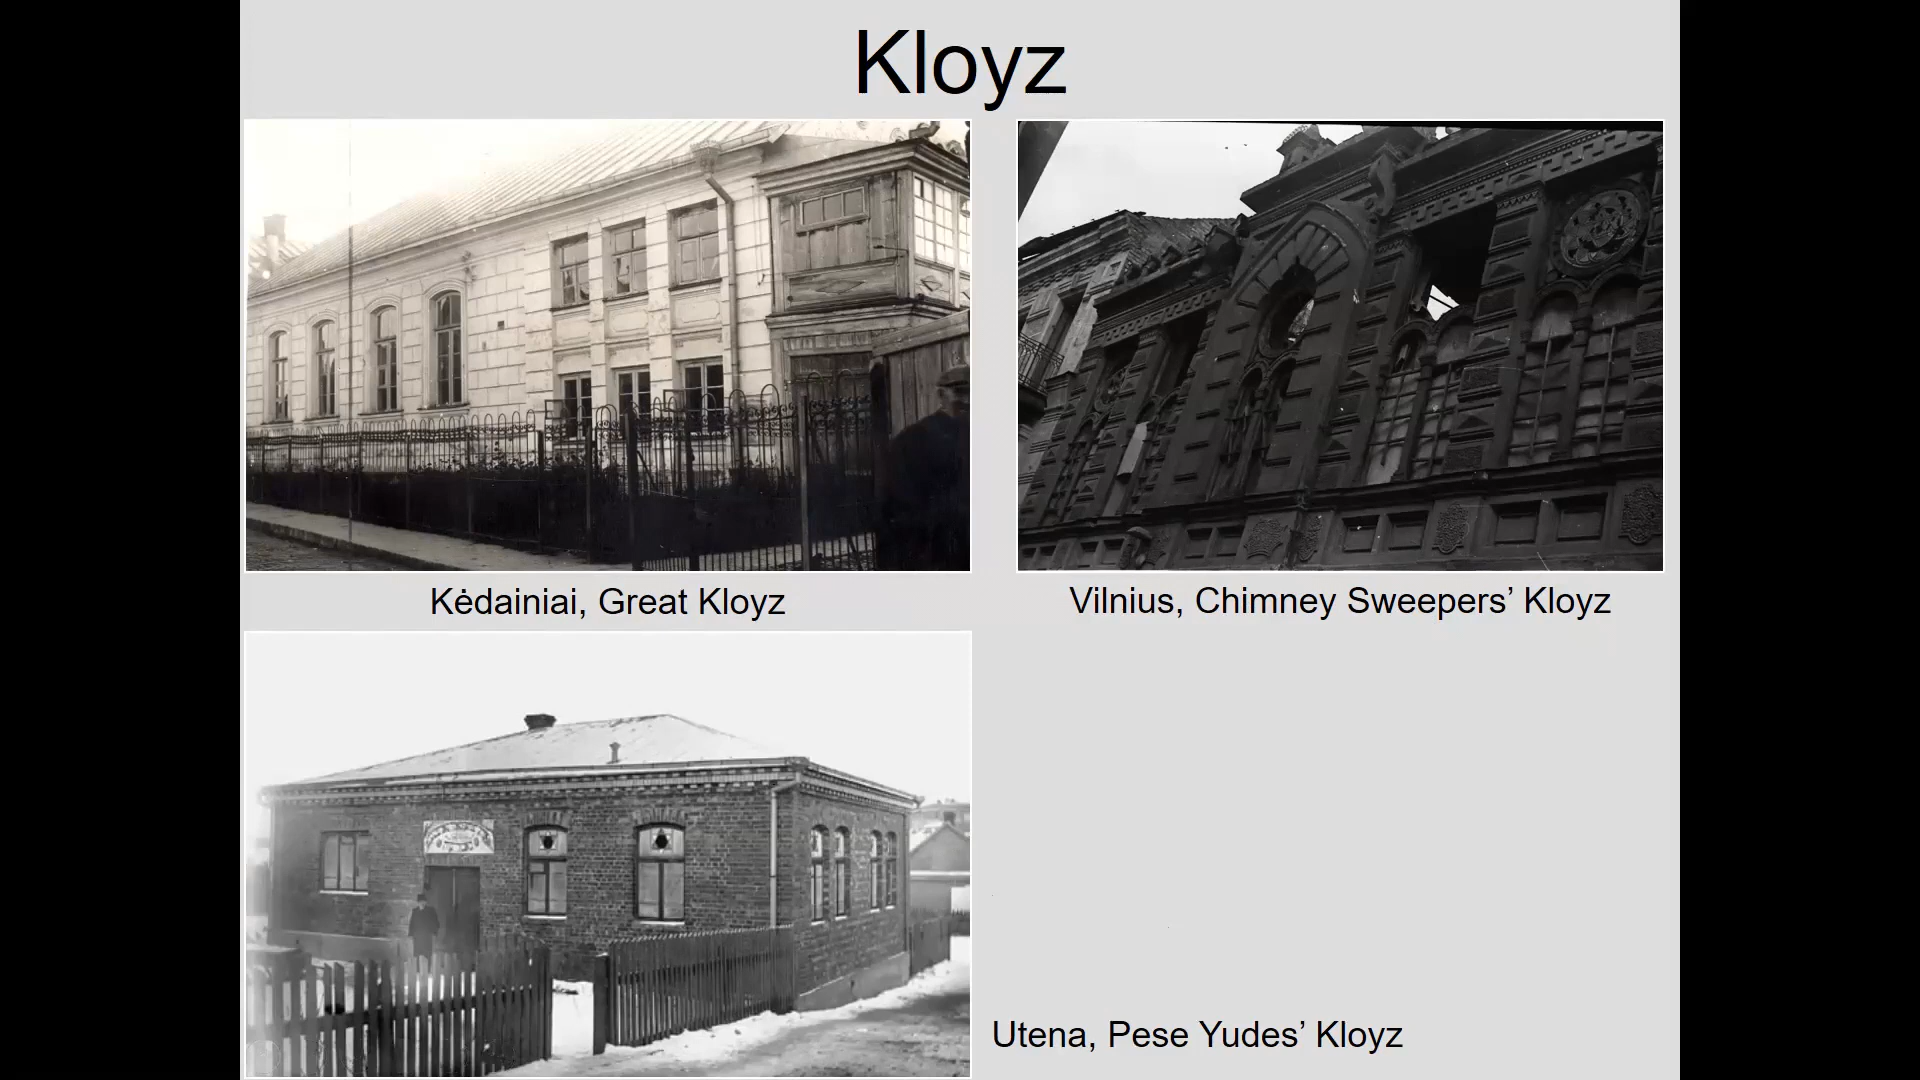 Kloyz
Kėdainiai, Great Kloyz
Vilnius, Chimney Sweepers’ Kloyz
Utena, Pese Yudes’ Kloyz